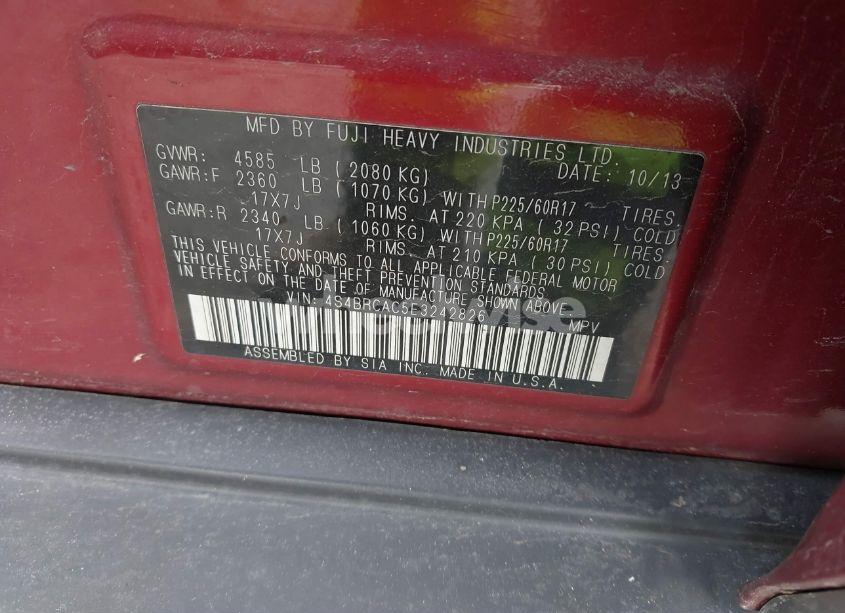 MFD BY FUJI HEAVY INDUSTRIES LTD.
GVWR: 4585 LB ( 2080 KG) DATE: 10/13
GAWR:F 2360 LB ( 1070 KG) WITH P225/60R17 TIRES,
17X7J RIMS. AT 220 KPA ( 32 PSI) COLD
GAWR:R 2340 LB ( 1060 KG) WITH P225/60R17 TIRES.
17X7J RIMS. AT 210 KPA ( 30 PSI) COLD
THIS VEHICLE CONFORMS TO ALL APPLICABLE FEDERAL MOTOR
VEHICLE SAFETY AND THEFT PREVENTION STANDARDS
IN EFFECT ON THE DATE OF MANUFACTURE SHOWN ABOVE.
VIN: 4S4BRCAC5E3242826 MPV
ASSEMBLED BY SIA INC. MADE IN U.S.A.